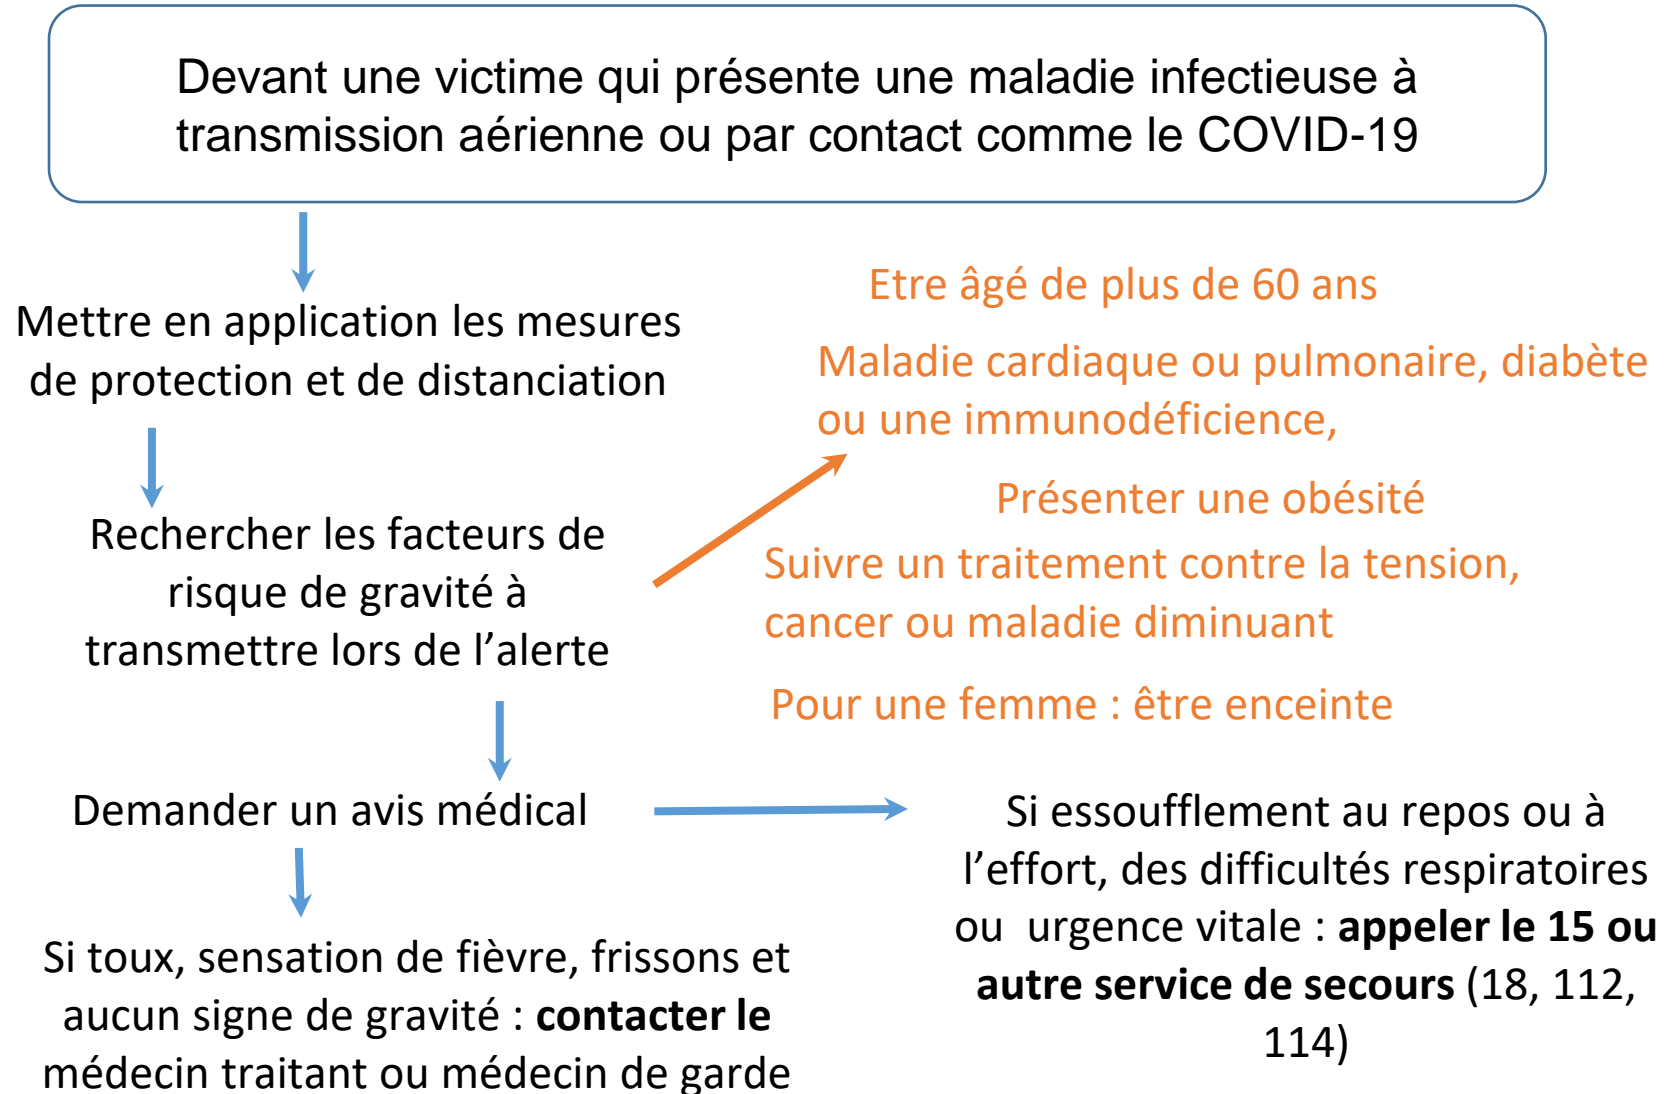 Devant une victime qui présente une maladie infectieuse à
transmission aérienne ou par contact comme le COVID-19
Mettre en application les mesures
de protection et de distanciation
Rechercher les facteurs de
risque de gravité à
transmettre lors de l’alerte
Etre âgé de plus de 60 ans
Maladie cardiaque ou pulmonaire, diabète
ou une immunodéficience,
Présenter une obésité
Suivre un traitement contre la tension,
cancer ou maladie diminuant
Pour une femme : être enceinte
Demander un avis médical
Si essoufflement au repos ou à
l’effort, des difficultés respiratoires
ou urgence vitale : appeler le 15 ou
autre service de secours (18, 112,
114)
Si toux, sensation de fièvre, frissons et
aucun signe de gravité : contacter le
médecin traitant ou médecin de garde